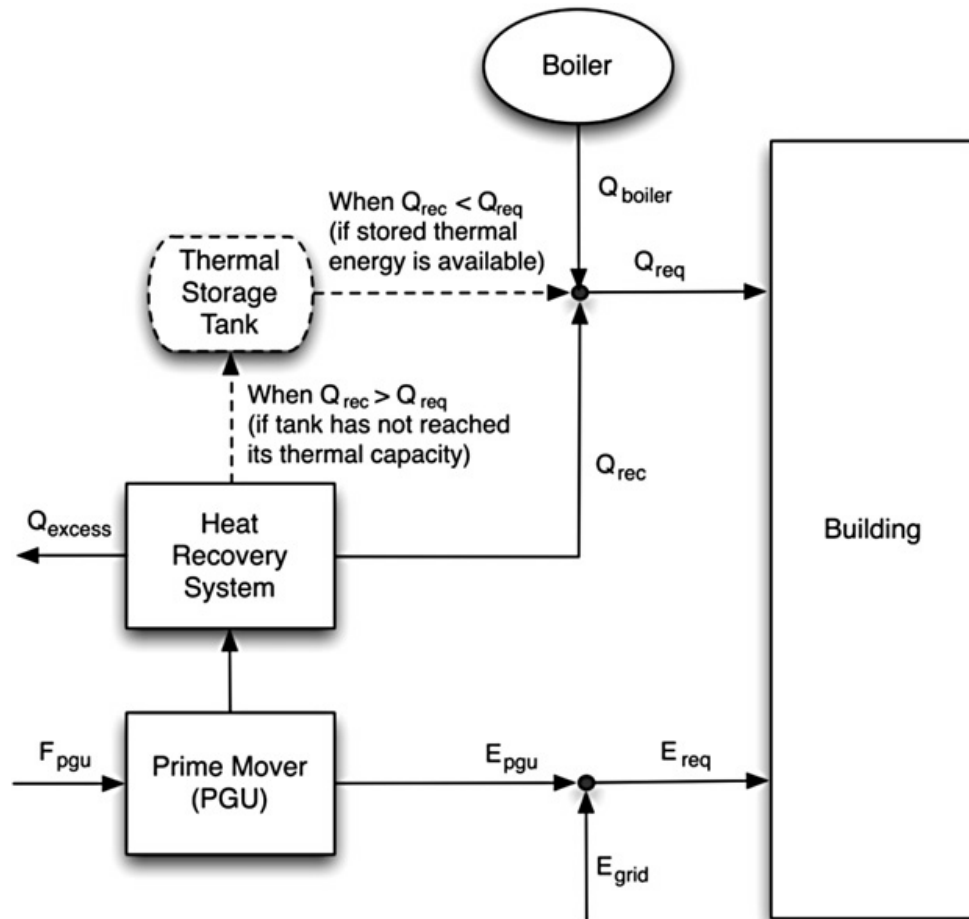 Boiler
Q boiler
When Q rec < Q req
(if stored thermal
energy is available)
Q req
Thermal
Storage
Tank
When Q rec > Q req
(if tank has not reached
its thermal capacity)
Q rec
Q excess
Heat
Recovery
System
Building
F pgu
Prime Mover
(PGU)
E pgu
E req
E grid